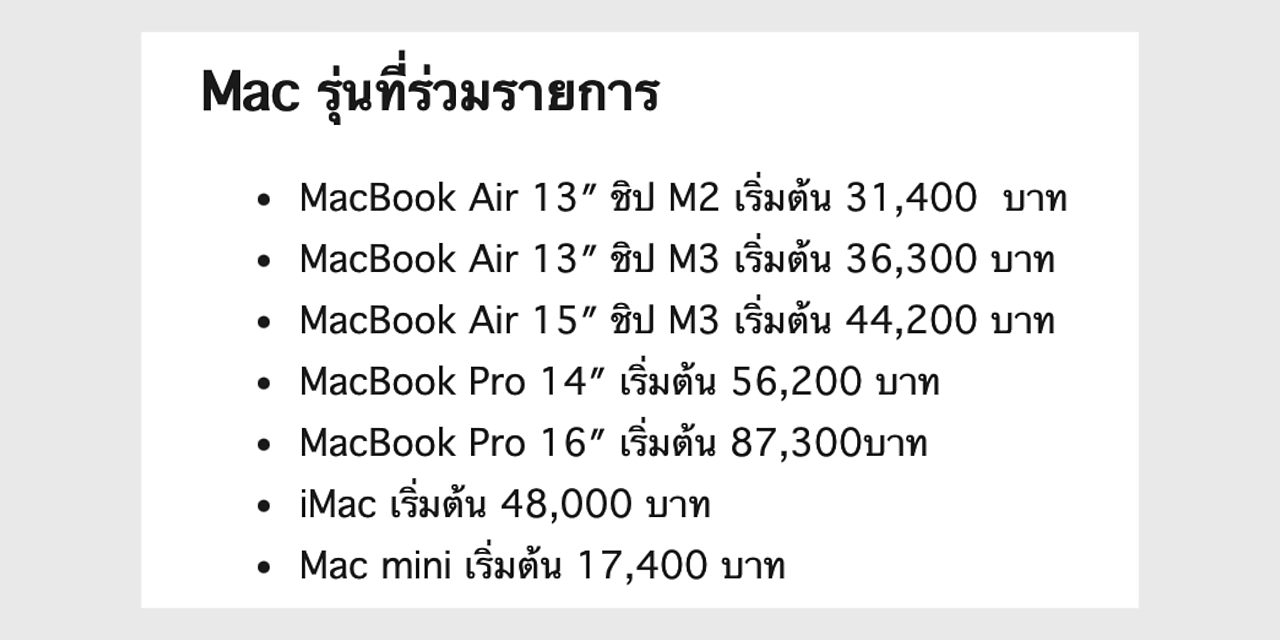 Mac รุ่นที่ร่วมรายการ
• MacBook Air 13″ ชิป M2 เริ่มต้น 31,400  บาท
• MacBook Air 13″ ชิป M3 เริ่มต้น 36,300 บาท
• MacBook Air 15″ ชิป M3 เริ่มต้น 44,200 บาท
• MacBook Pro 14″ เริ่มต้น 56,200 บาท
• MacBook Pro 16″ เริ่มต้น 87,300บาท
• iMac เริ่มต้น 48,000 บาท
• Mac mini เริ่มต้น 17,400 บาท